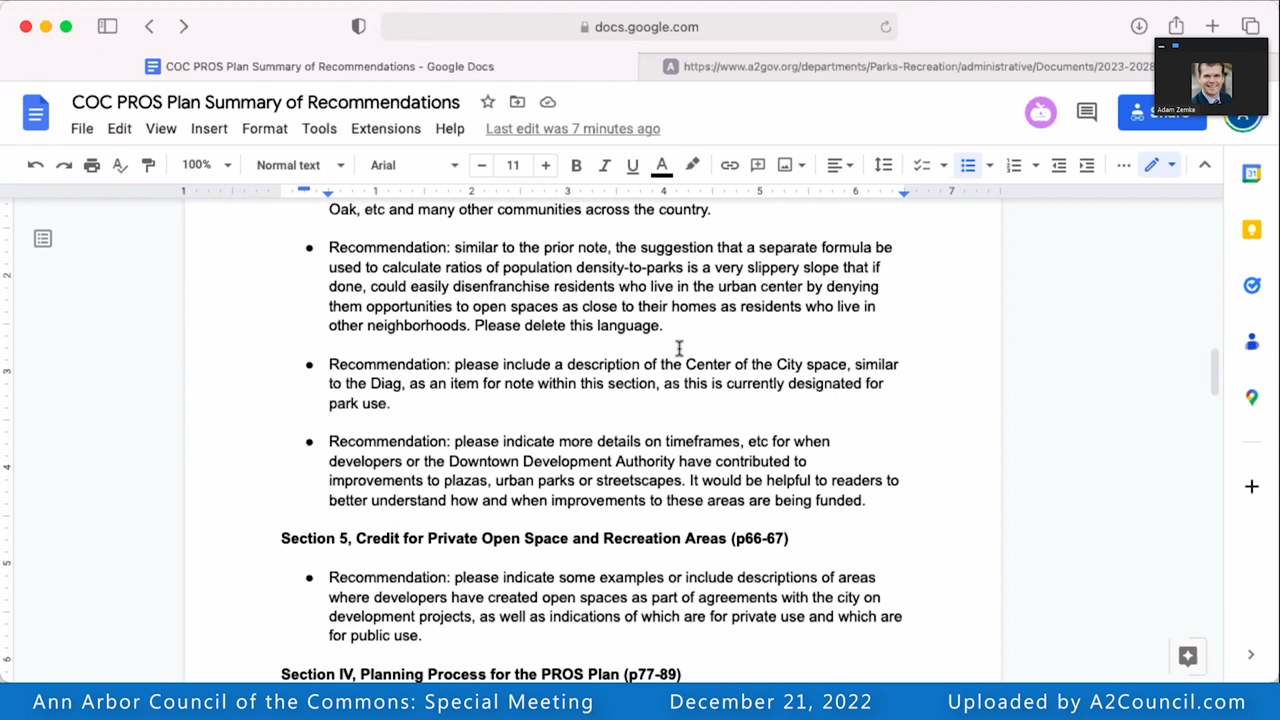 docs.google.com
COC PROS Plan Summary of Recommendations - Google Docs
https://www.a2gov.org/departments/Parks-Recreation/administrative/Documents/2023-2028
Adam Zemke
COC PROS Plan Summary of Recommendations
File Edit View Insert Format Tools Extensions Help Last edit was 7 minutes ago
100% Normal text Arial 11
1 1 2 3 4 5 6 7
Oak, etc and many other communities across the country.
● Recommendation: similar to the prior note, the suggestion that a separate formula be
used to calculate ratios of population density-to-parks is a very slippery slope that if
done, could easily disenfranchise residents who live in the urban center by denying
them opportunities to open spaces as close to their homes as residents who live in
other neighborhoods. Please delete this language.
● Recommendation: please include a description of the Center of the City space, similar
to the Diag, as an item for note within this section, as this is currently designated for
park use.
● Recommendation: please indicate more details on timeframes, etc for when
developers or the Downtown Development Authority have contributed to
improvements to plazas, urban parks or streetscapes. It would be helpful to readers to
better understand how and when improvements to these areas are being funded.
Section 5, Credit for Private Open Space and Recreation Areas (p66-67)
● Recommendation: please indicate some examples or include descriptions of areas
where developers have created open spaces as part of agreements with the city on
development projects, as well as indications of which are for private use and which are
for public use.
Section IV, Planning Process for the PROS Plan (p77-89)
Ann Arbor Council of the Commons: Special Meeting December 21, 2022 Uploaded by A2Council.com